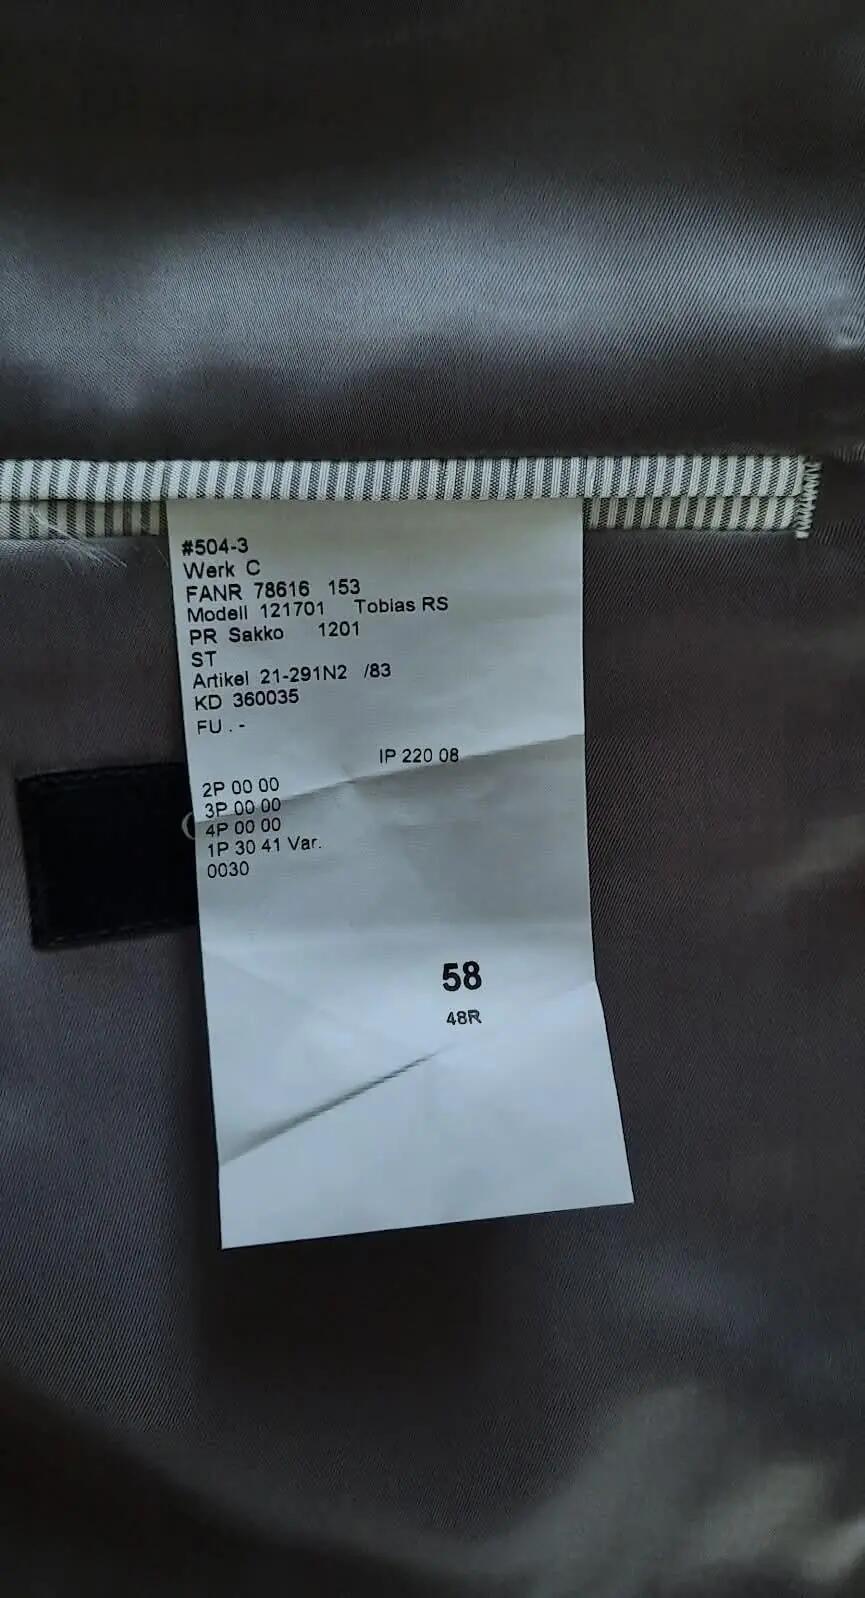 #504-3
Werk C
FANR 78616 153
Modell 121701 Tobias RS
PR Sakko 1201
ST
Artikel 21-291N2 /83
KD 360035
FU . -
IP 220 08
2P 00 00
3P 00 00
4P 00 00
1P 30 41 Var.
0030
58
48R